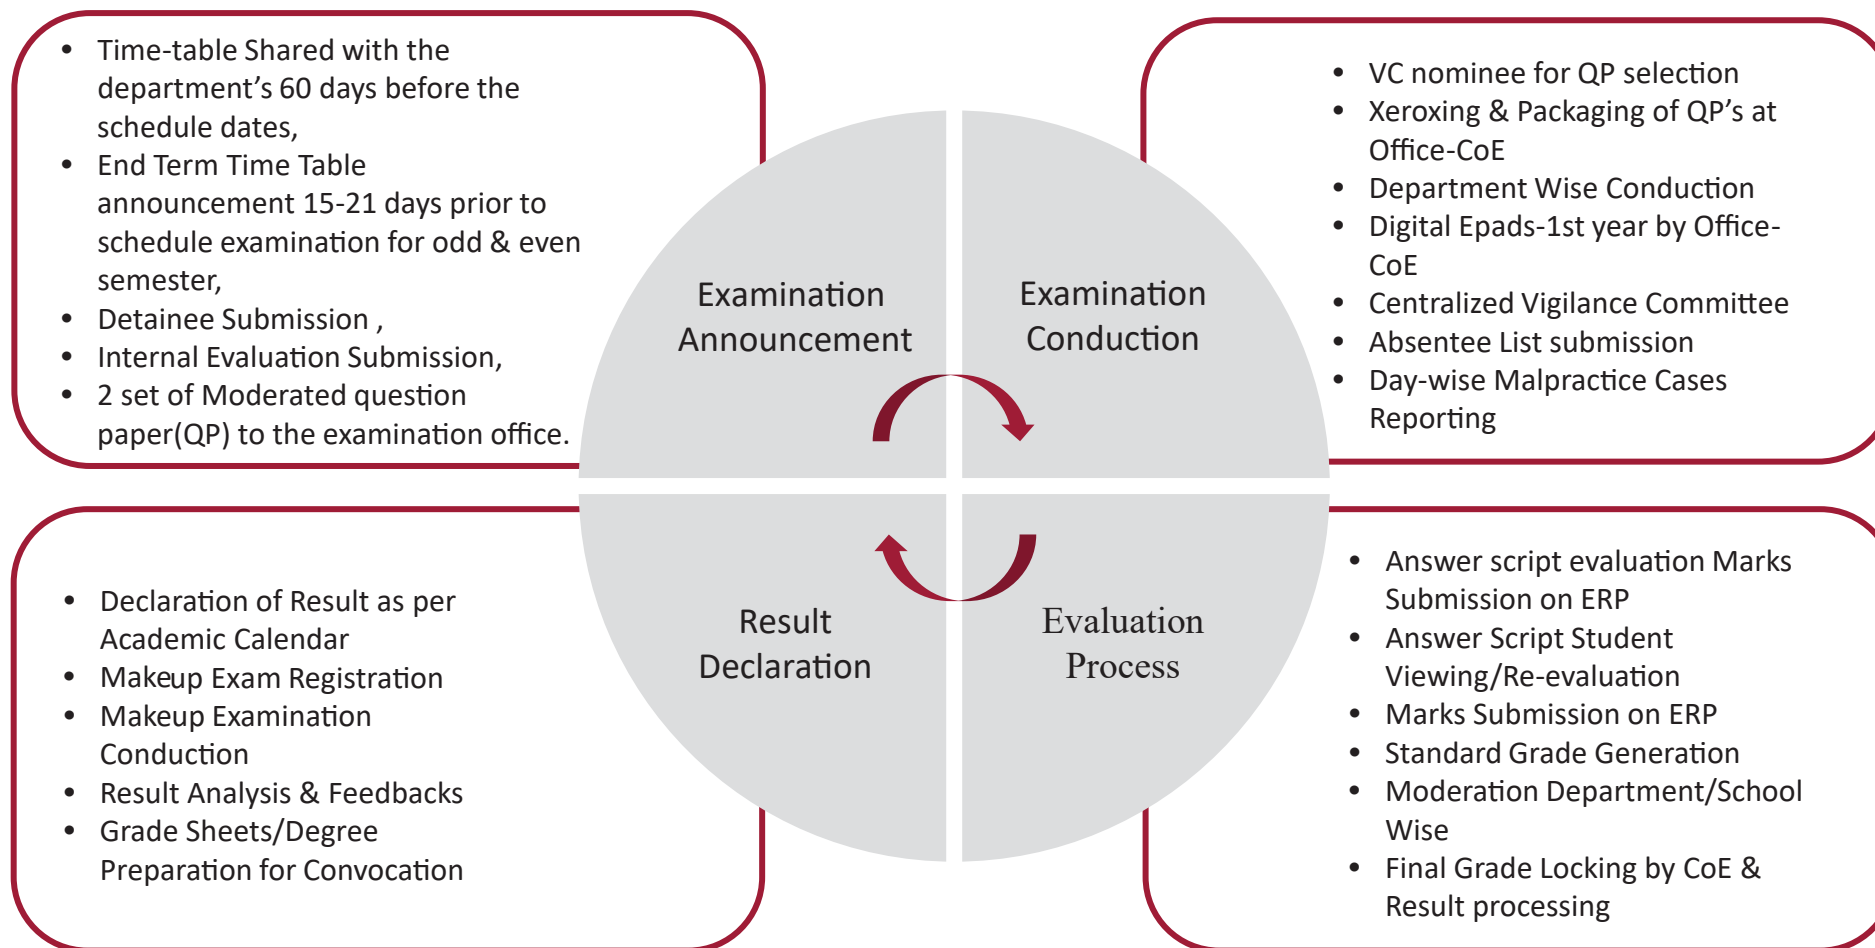 • Time-table Shared with the
department’s 60 days before the
schedule dates,
• End Term Time Table
announcement 15-21 days prior to
schedule examination for odd & even
semester,
• Detainee Submission ,
• Internal Evaluation Submission,
• 2 set of Moderated question
paper(QP) to the examination office.
Examination
Announcement
Examination
Conduction
• VC nominee for QP selection
• Xeroxing & Packaging of QP’s at
Office-CoE
• Department Wise Conduction
• Digital Epads-1st year by Office-
CoE
• Centralized Vigilance Committee
• Absentee List submission
• Day-wise Malpractice Cases
Reporting
• Declaration of Result as per
Academic Calendar
• Makeup Exam Registration
• Makeup Examination
Conduction
• Result Analysis & Feedbacks
• Grade Sheets/Degree
Preparation for Convocation
Result
Declaration
Evaluation
Process
• Answer script evaluation Marks
Submission on ERP
• Answer Script Student
Viewing/Re-evaluation
• Marks Submission on ERP
• Standard Grade Generation
• Moderation Department/School
Wise
• Final Grade Locking by CoE &
Result processing